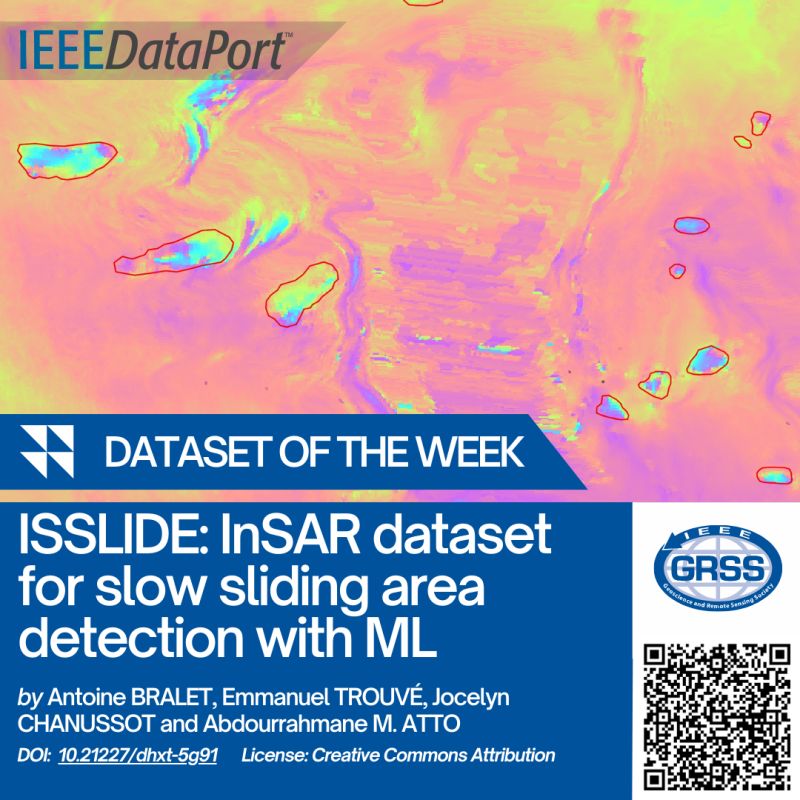 IEEEDataPort™
DATASET OF THE WEEK
ISSLIDE: InSAR dataset
for slow sliding area
detection with ML
by Antoine BRALET, Emmanuel TROUVÉ, Jocelyn
CHANUSSOT and Abdourrahmane M. ATTO
DOI: 10.21227/dhxt-5g91 License: Creative Commons Attribution
IEEE
GRSS
Geoscience and Remote Sensing Society